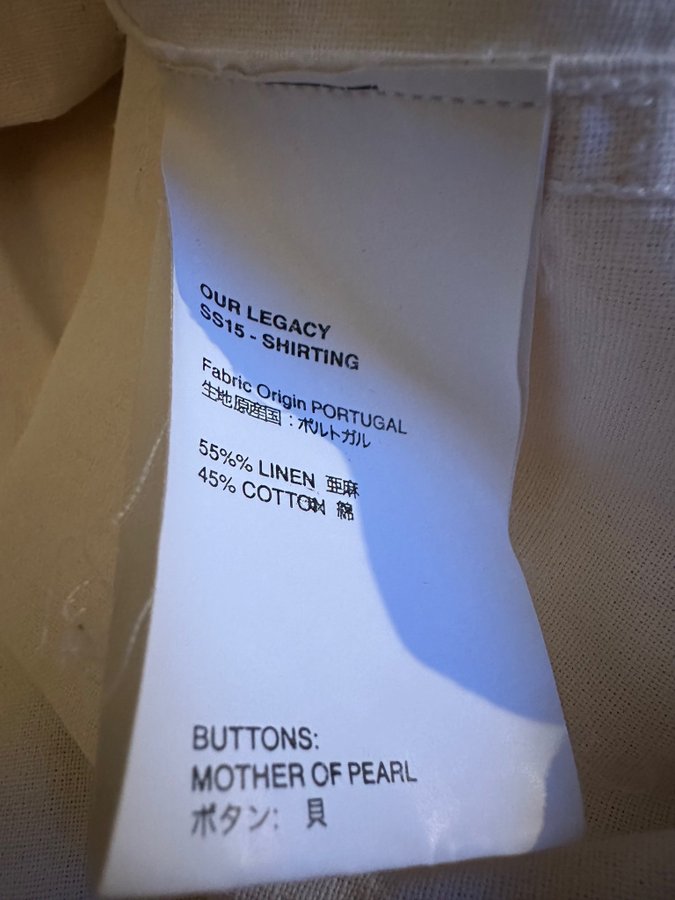 OUR LEGACY
SS15 - SHIRTING
Fabric Origin PORTUGAL
生地原産国：ポルトガル
55%% LINEN 亜麻
45% COTTON 綿
BUTTONS:
MOTHER OF PEARL
ボタン: 貝